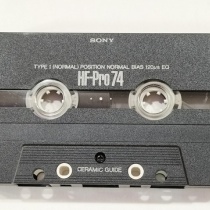 SONY
TYPE I (NORMAL) POSITION NORMAL BIAS 120µs EQ
HF-Pro 74
CERAMIC GUIDE